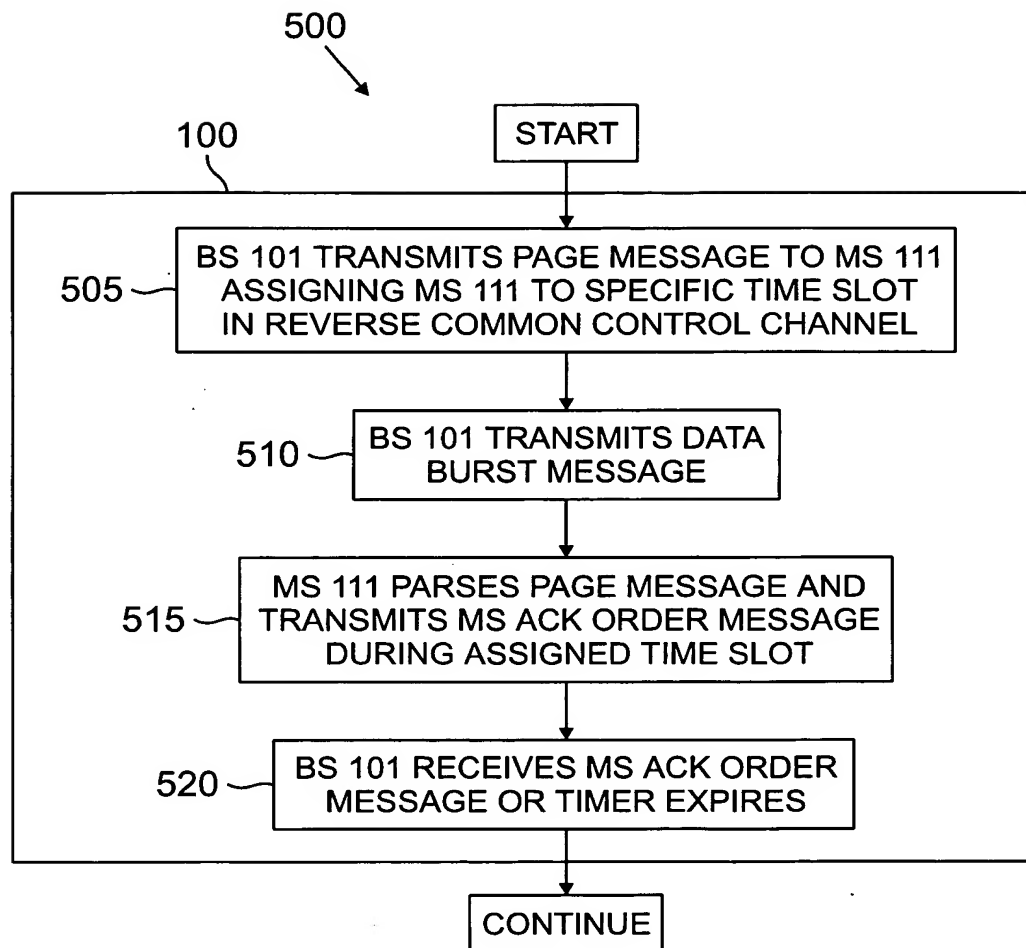 500
START
100
505
BS 101 TRANSMITS PAGE MESSAGE TO MS 111
ASSIGNING MS 111 TO SPECIFIC TIME SLOT
IN REVERSE COMMON CONTROL CHANNEL
510
BS 101 TRANSMITS DATA
BURST MESSAGE
515
MS 111 PARSES PAGE MESSAGE AND
TRANSMITS MS ACK ORDER MESSAGE
DURING ASSIGNED TIME SLOT
520
BS 101 RECEIVES MS ACK ORDER
MESSAGE OR TIMER EXPIRES
CONTINUE